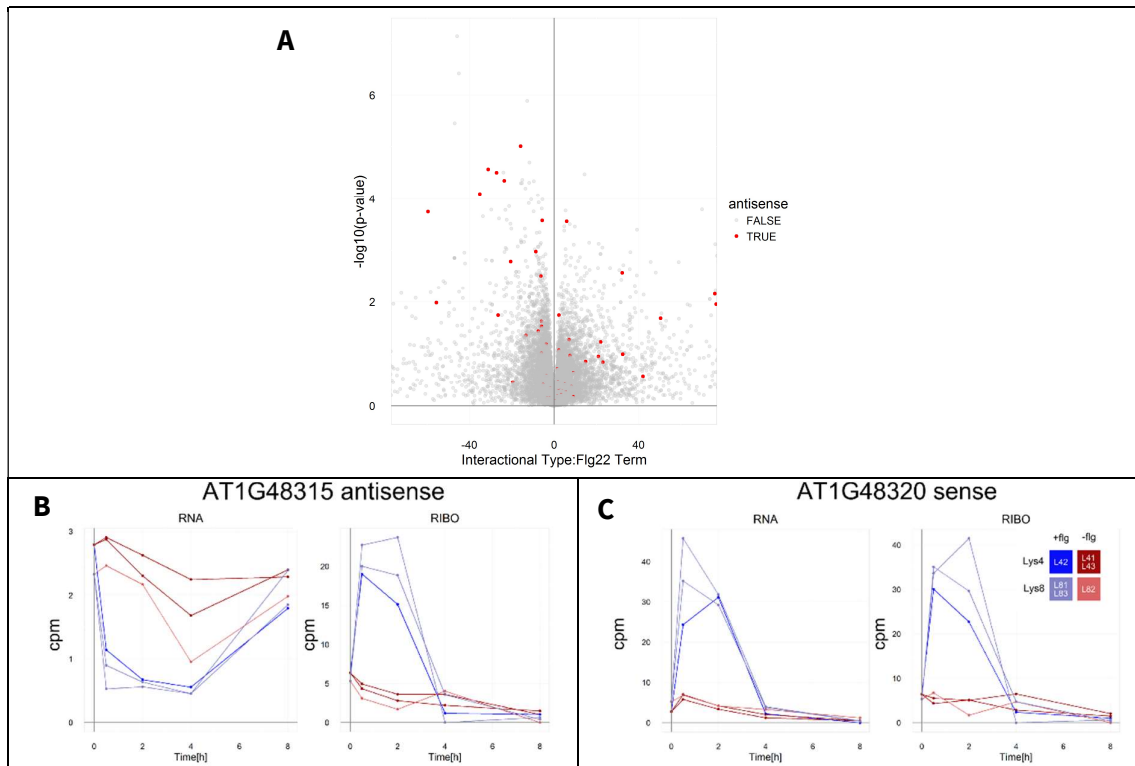 A
6
4
2
0
-log10(p-value)
-40
0
40
Interactional Type:Flg22 Term
antisense
FALSE
TRUE
B
AT1G48315 antisense
RNA
RIBO
3
2
1
0
cpm
0
2
4
6
8
Time[h]
20
15
10
5
0
cpm
0
2
4
6
8
Time[h]
C
AT1G48320 sense
RNA
RIBO
40
30
20
10
0
cpm
0
2
4
6
8
Time[h]
40
30
20
10
0
cpm
0
2
4
6
8
Time[h]
+flg -flg
Lys4
L42
L41
L43
Lys8
L81
L83
L82